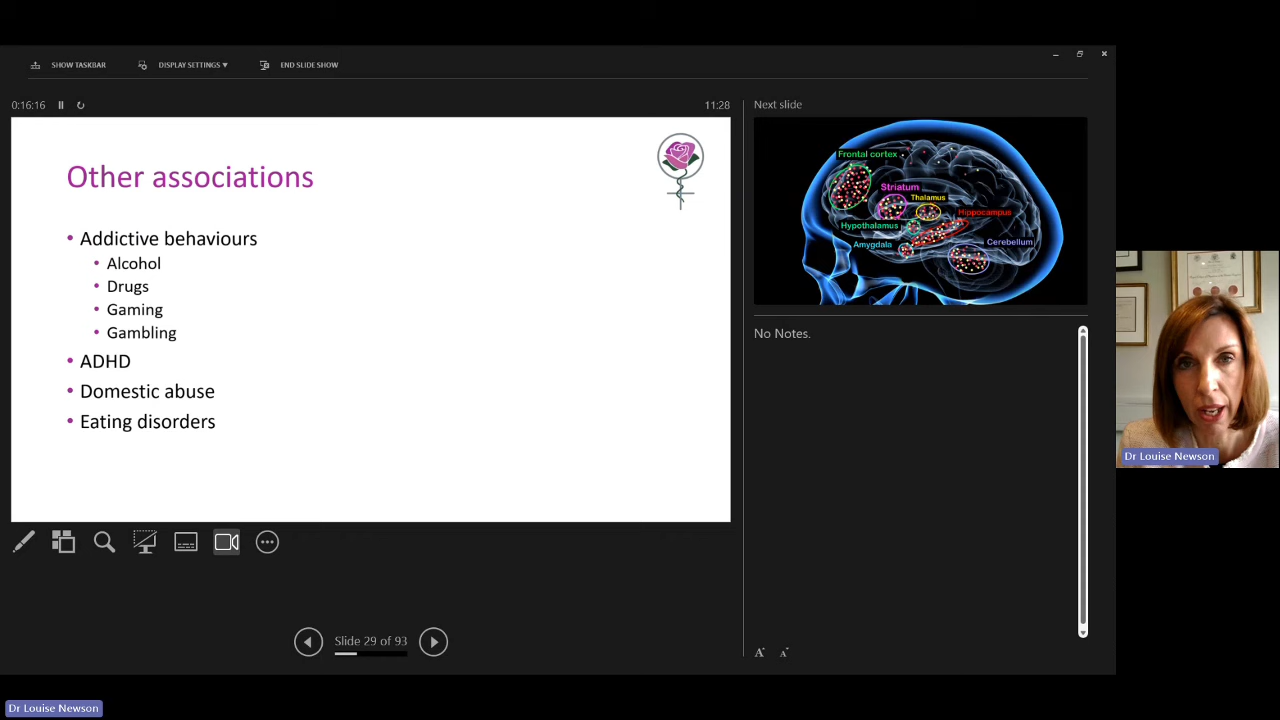 SHOW TASKBAR
DISPLAY SETTINGS
END SLIDE SHOW
0:16:16
11:28
Next slide
Other associations
• Addictive behaviours
• Alcohol
• Drugs
• Gaming
• Gambling
• ADHD
• Domestic abuse
• Eating disorders
Frontal cortex
Striatum
Thalamus
Hippocampus
Hypothalamus
Amygdala
Cerebellum
No Notes.
Dr Louise Newson
Slide 29 of 93
A A
Dr Louise Newson